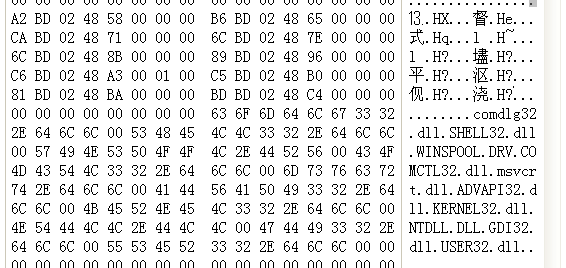 A2 BD 02 48 58 00 00 00 B6 BD 02 48 65 00 00 00 ⒔.HX...督.He...
CA BD 02 48 71 00 00 00 6C BD 02 48 7E 00 00 00 式.Hq...l .H~...
6C BD 02 48 8B 00 00 00 89 BD 02 48 96 00 00 00 l .H?...壗.H?...
C6 BD 02 48 A3 00 01 00 C5 BD 02 48 B0 00 00 00 平.H?...沤.H?...
81 BD 02 48 BA 00 00 00 BD BD 02 48 C4 00 00 00 伣.H?...浇.H?...
00 00 00 00 00 00 00 00 63 6F 6D 64 6C 67 33 32 ........comdlg32
2E 64 6C 6C 00 53 48 45 4C 4C 33 32 2E 64 6C 6C .dll.SHELL32.dll
00 57 49 4E 53 50 4F 4F 4C 2E 44 52 56 00 43 4F .WINSPOOL.DRV.CO
4D 43 54 4C 33 32 2E 64 6C 6C 00 6D 73 76 63 72 MCTL32.dll.msvcr
74 2E 64 6C 6C 00 41 44 56 41 50 49 33 32 2E 64 t.dll.ADVAPI32.d
6C 6C 00 4B 45 52 4E 45 4C 33 32 2E 64 6C 6C 00 ll.KERNEL32.dll.
4E 54 44 4C 4C 2E 44 4C 4C 00 47 44 49 33 32 2E NTDLL.DLL.GDI32.
64 6C 6C 00 55 53 45 52 33 32 2E 64 6C 6C 00 00 dll.USER32.dll..